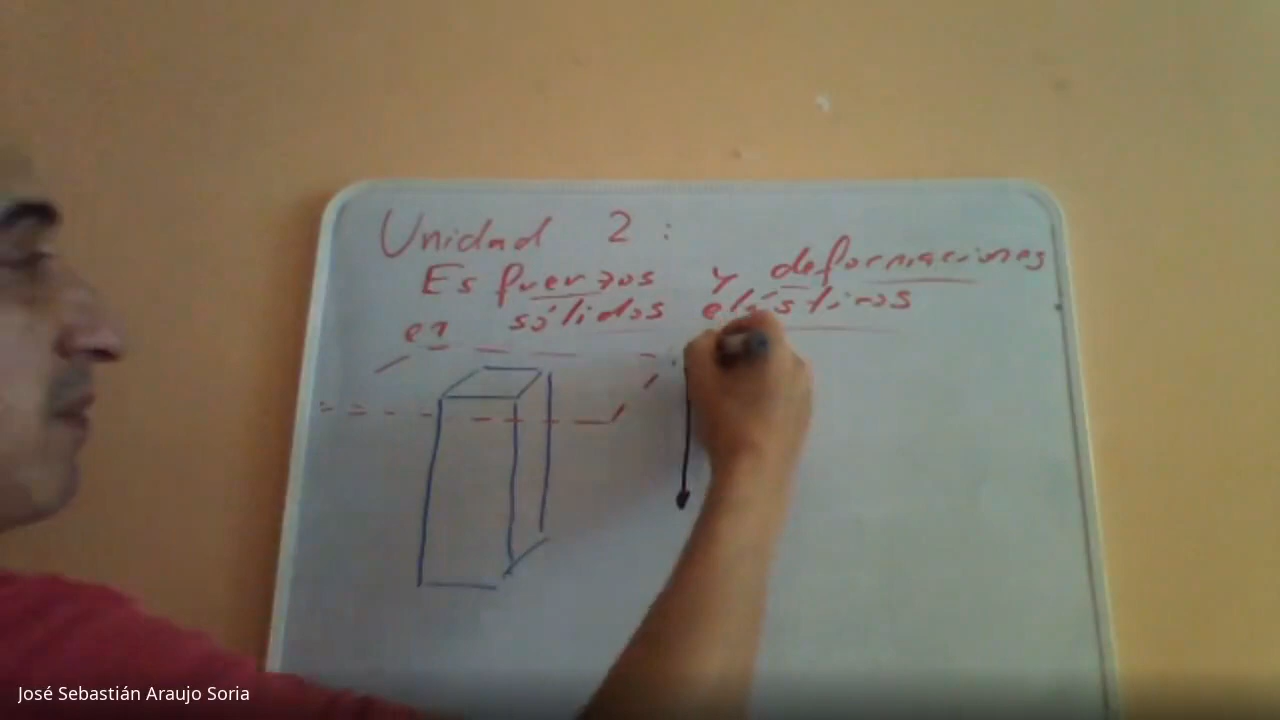 Unidad 2:
Esfuerzos y deformaciones
en sólidos elásticos
José Sebastián Araujo Soria